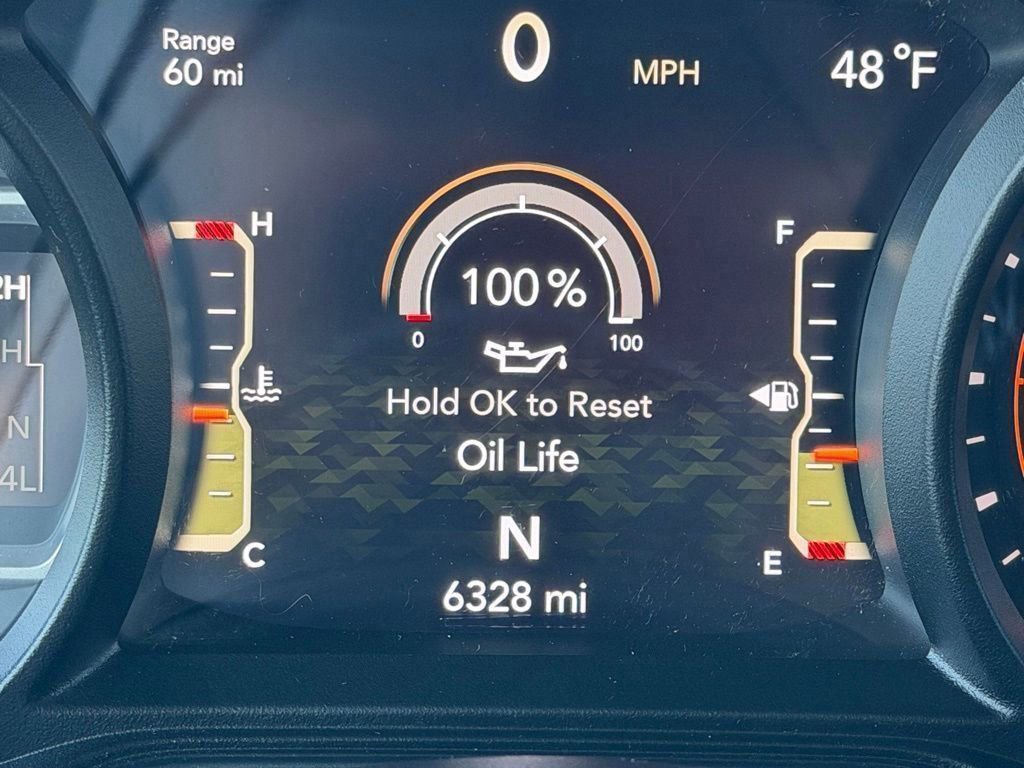 Range
60 mi
0
MPH
48°F
H
F
100%
0
100
Hold OK to Reset
Oil Life
C
E
N
6328 mi
2H
H
N
4L